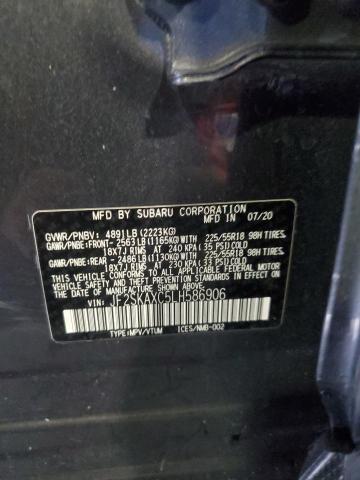 MFD BY SUBARU CORPORATION
MFD IN 07/20
GVWR/PNBV: 4891LB (2223KG)
GAWR/PNBE:FRONT- 2563LB(1165KG)WITH 225/55R18 98H TIRES,
18X7J RIMS AT 240 KPA(35 PSI)COLD
GAWR/PNBE:REAR - 2486LB(1130KG)WITH 225/55R18 98H TIRES,
18X7J RIMS AT 240 KPA(35 PSI)COLD
THIS VEHICLE CONFORMS TO ALL APPLICABLE FEDERAL
MOTOR VEHICLE SAFETY, BUMPER, AND THEFT PREVENTION
STANDARDS IN EFFECT ON THE DATE OF MANUFACTURE
SHOWN ABOVE.
VIN: JF2SKAXC5LH586906
TYPE:MPV/VTUM ICES/NMB-002